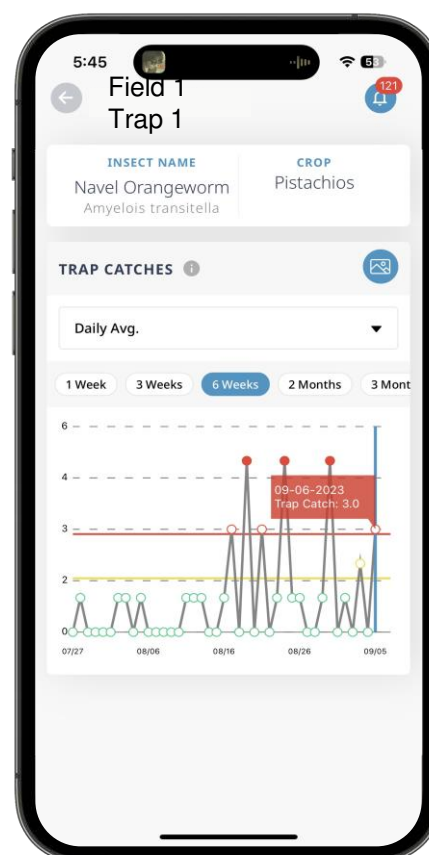 5:45
53
Field 1
121
Trap 1
INSECT NAME
CROP
Navel Orangeworm
Pistachios
Amyelois transitella
TRAP CATCHES
Daily Avg.
1 Week 3 Weeks 6 Weeks 2 Months 3 Mont
6
4
09-06-2023
Trap Catch: 3.0
3
2
0
07/27 08/06 08/16 08/26 09/05